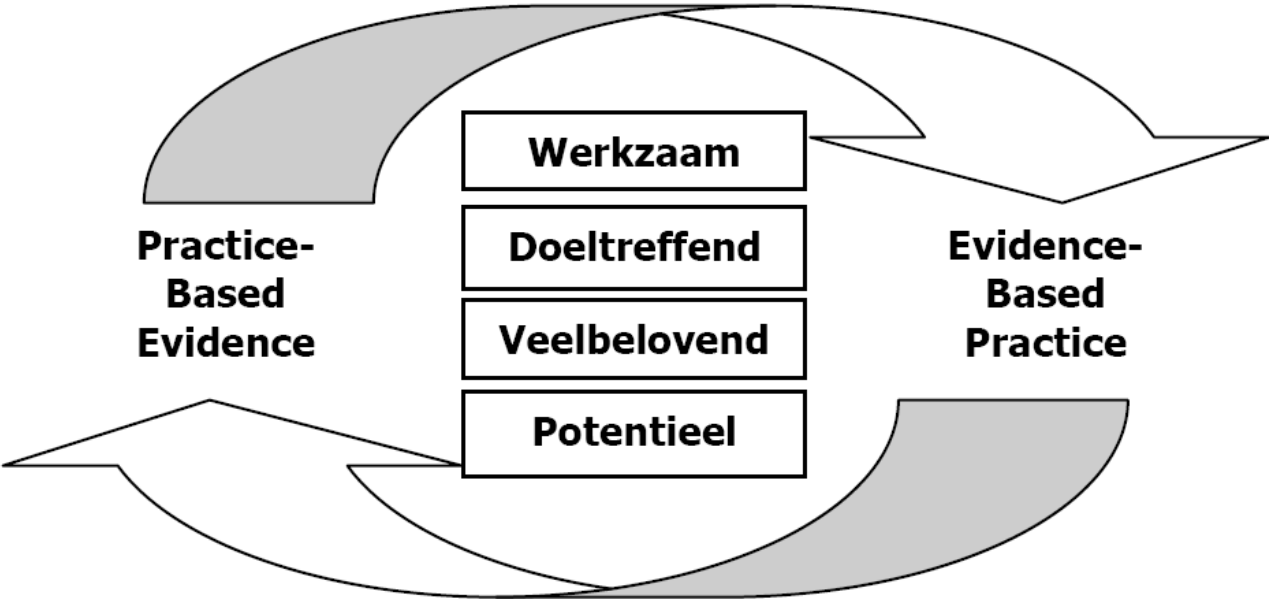 Werkzaam
Doeltreffend
Veelbelovend
Potentieel
Practice-
Based
Evidence
Evidence-
Based
Practice